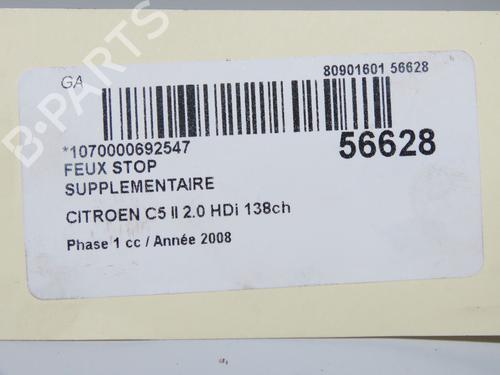 GA
80901601 56628
*1070000692547
56628
FEUX STOP
SUPPLEMENTAIRE
CITROEN C5 II 2.0 HDi 138ch
Phase 1 cc / Année 2008
B-PARTS